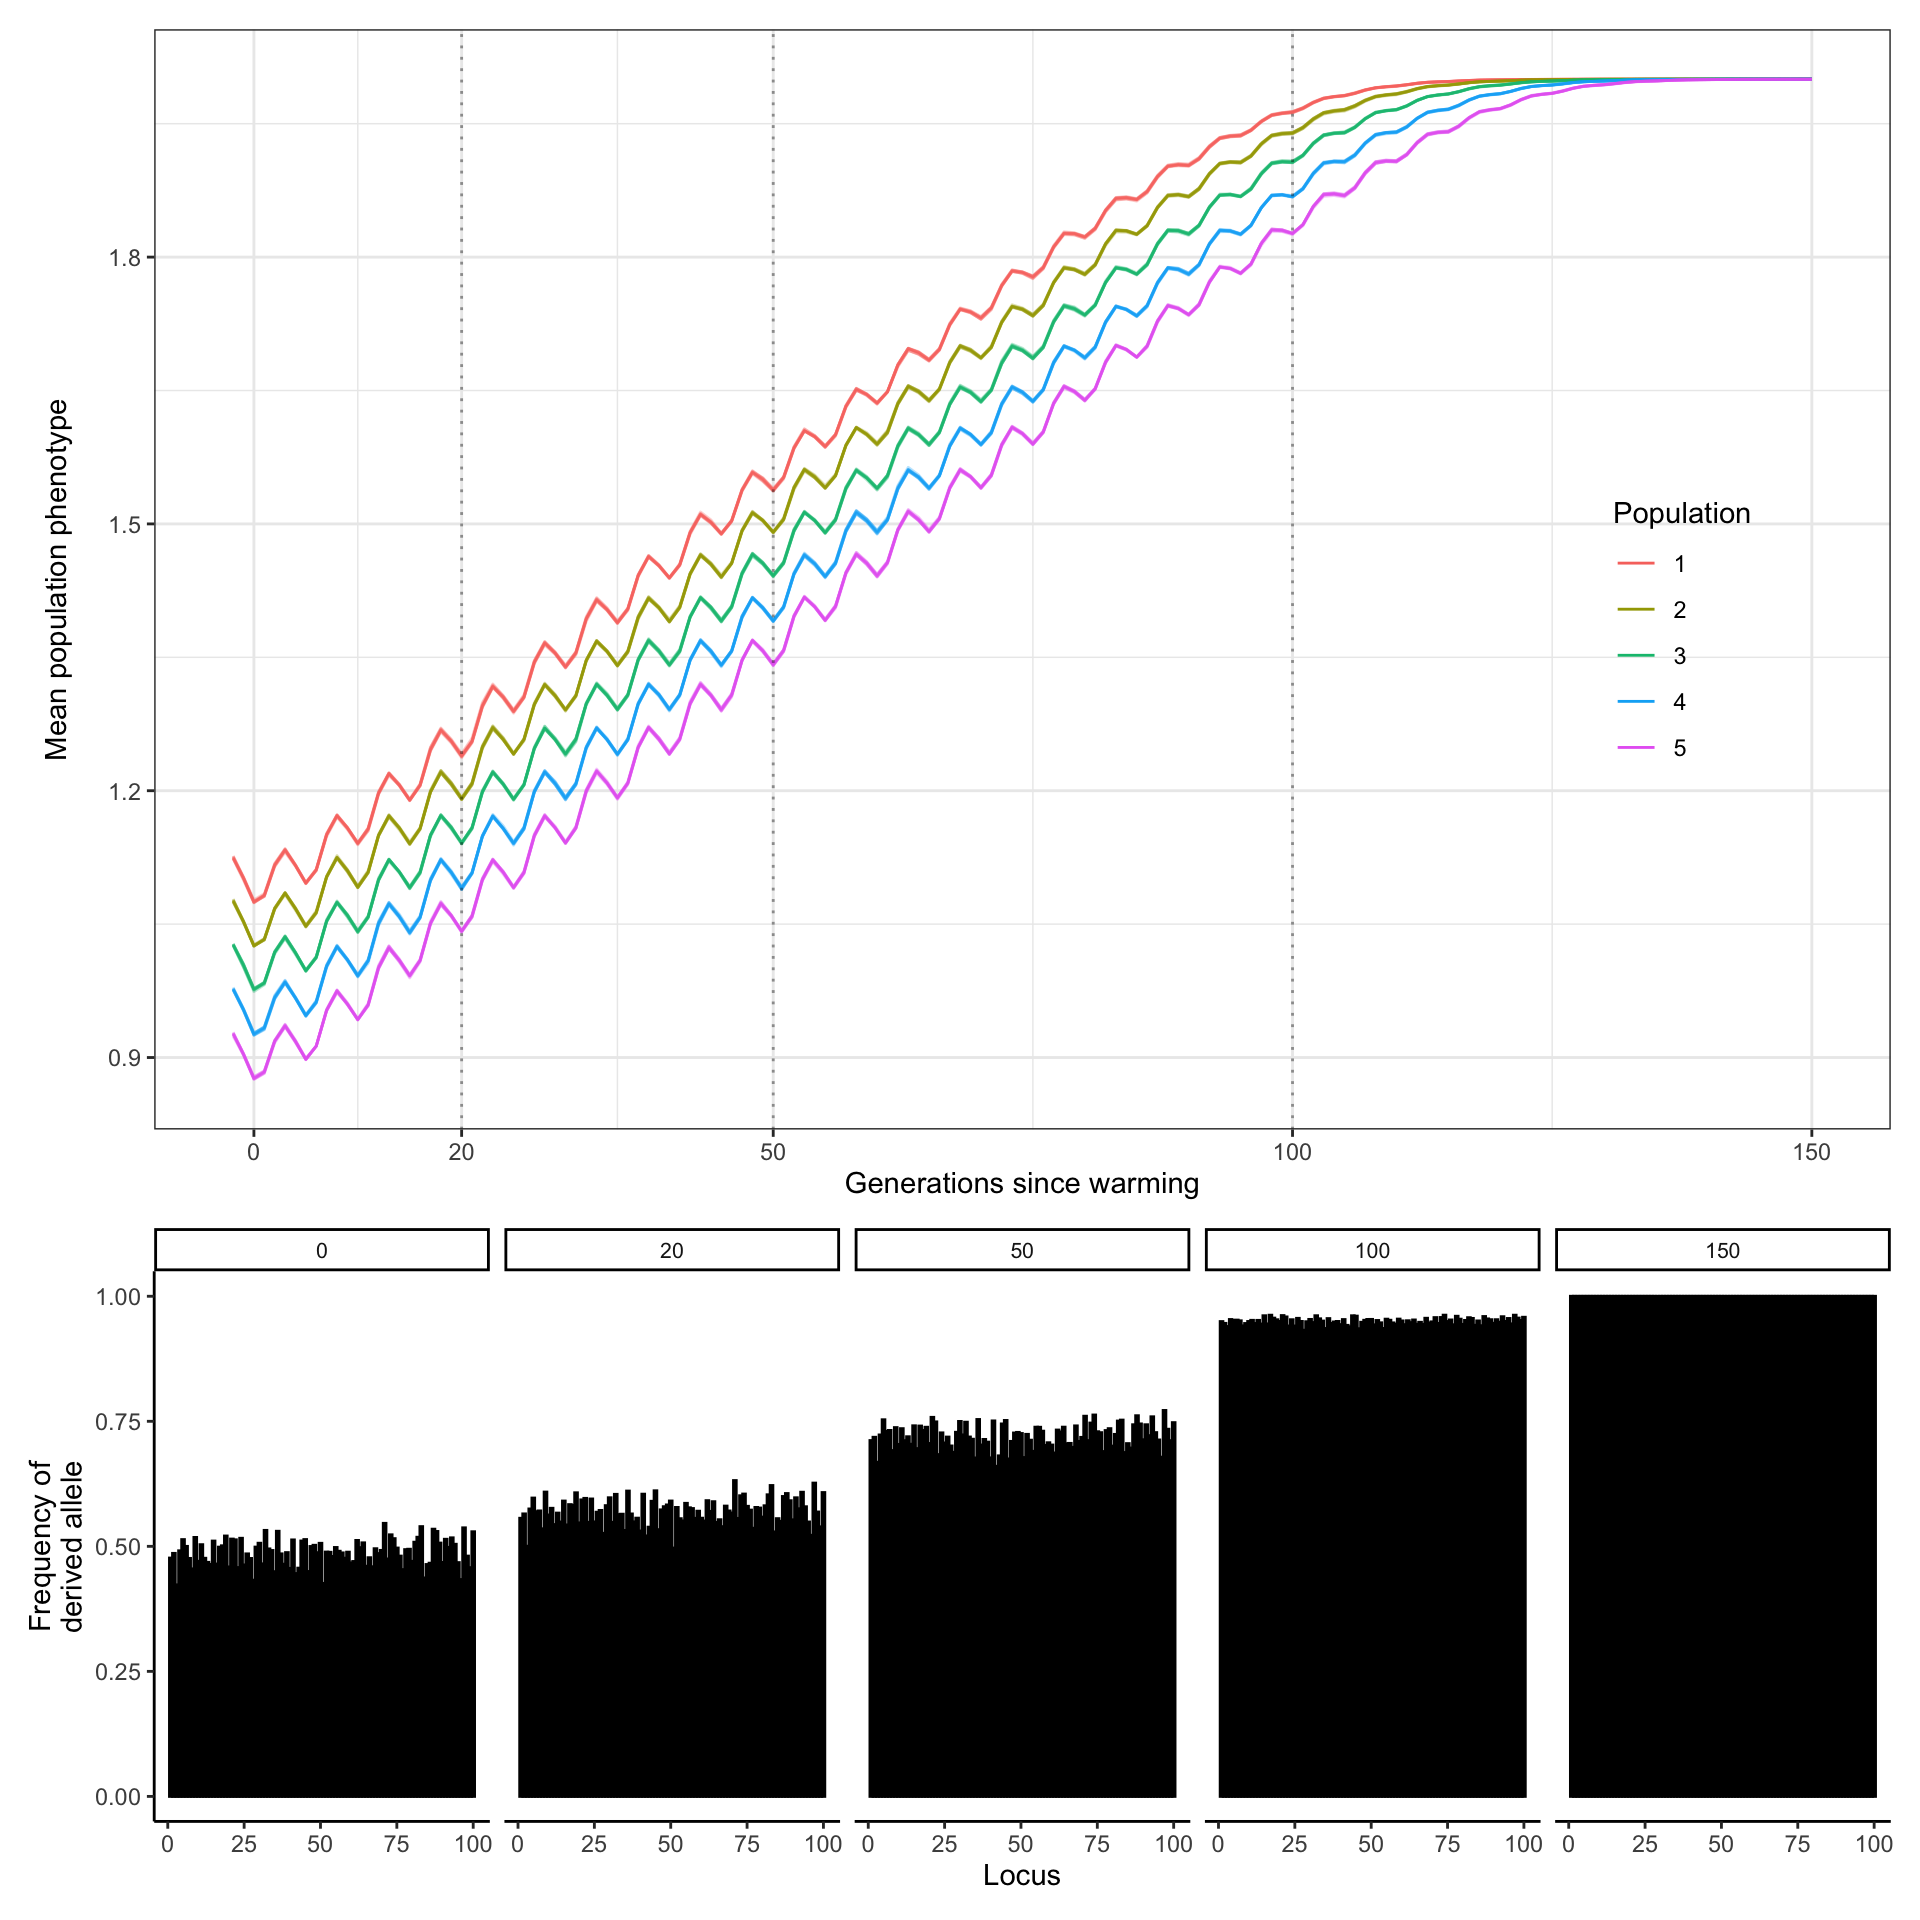 Mean population phenotype
1.8
1.5
1.2
0.9
Population
1
2
3
4
5
0 20 50 100 150
Generations since warming
0 20 50 100 150
Frequency of
derived allele
1.00
0.75
0.50
0.25
0.00
0 25 50 75 100 0 25 50 75 100 0 25 50 75 100 0 25 50 75 100 0 25 50 75 100
Locus